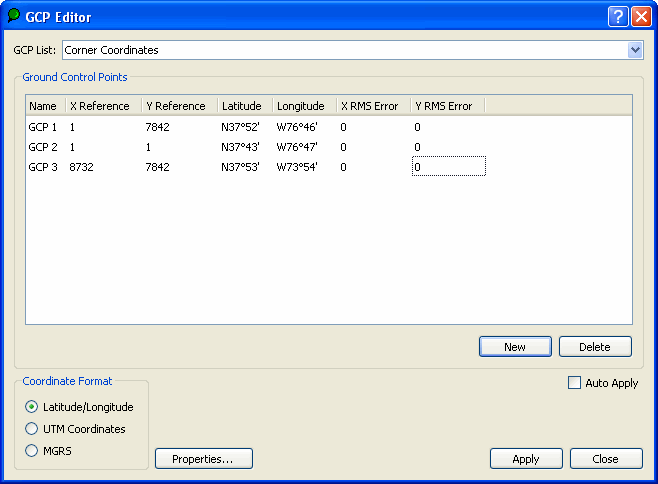 GCP Editor
GCP List: Corner Coordinates
Ground Control Points
Name X Reference Y Reference Latitude Longitude X RMS Error Y RMS Error
GCP 1 1 7842 N37°52' W76°46' 0 0
GCP 2 1 1 N37°43' W76°47' 0 0
GCP 3 8732 7842 N37°53' W73°54' 0 0
New Delete
Coordinate Format
Auto Apply
Latitude/Longitude
UTM Coordinates
MGRS
Properties... Apply Close